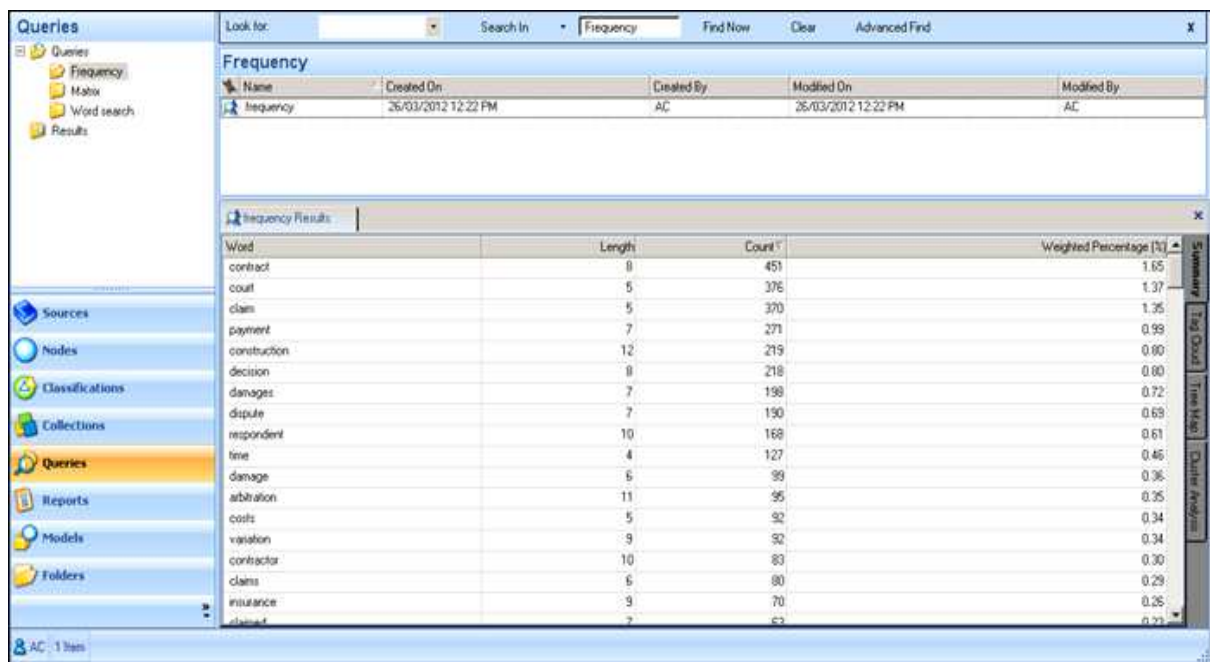 Queries
Look for: Search In Frequency Find Now Clear Advanced Find x
Queries
Frequency
Matrix
Word search
Results
Frequency
Name Created On Created By Modified On Modified By
frequency 26/03/2012 12:22 PM AC 26/03/2012 12:22 PM AC
frequency Results x
Word Length Count Weighted Percentage (%)
contract 8 451 1.65
court 5 376 1.37
claim 5 370 1.35
payment 7 271 0.99
construction 12 219 0.80
decision 8 218 0.80
damages 7 198 0.72
dispute 7 190 0.69
respondent 10 168 0.61
time 4 127 0.46
damage 6 99 0.36
arbitration 11 95 0.35
costs 5 92 0.34
variation 9 92 0.34
contractor 10 83 0.30
claims 6 80 0.29
insurance 9 70 0.26
claimed 7 63 0.23
Summary
Tag Cloud
Tree Map
Cluster Analysis
Sources
Nodes
Classifications
Collections
Queries
Reports
Models
Folders
»
AC 1 Item